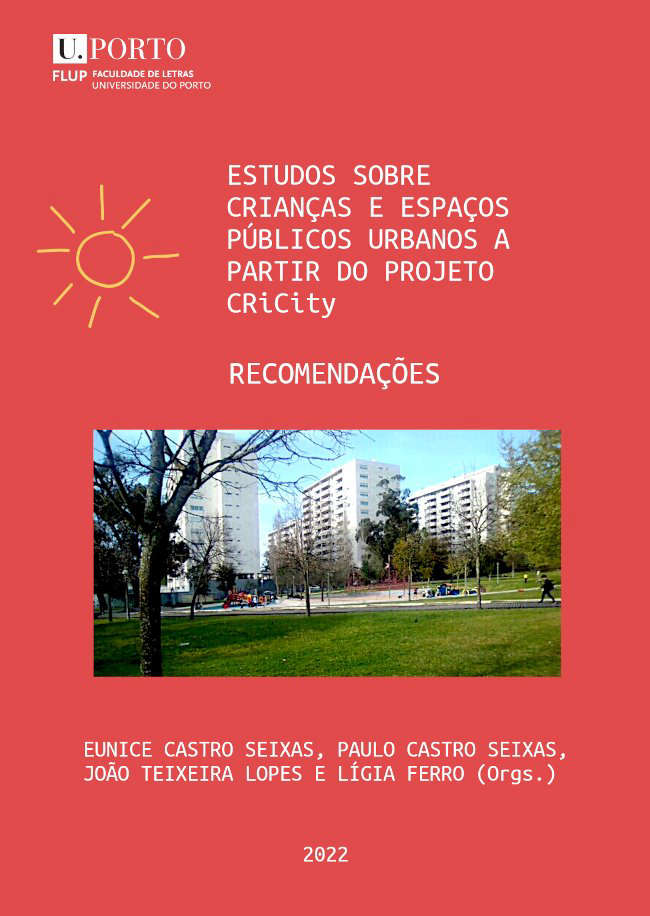 U.PORTO
FLUP FACULDADE DE LETRAS
UNIVERSIDADE DO PORTO
ESTUDOS SOBRE
CRIANÇAS E ESPAÇOS
PÚBLICOS URBANOS A
PARTIR DO PROJETO
CRiCity
RECOMENDAÇÕES
EUNICE CASTRO SEIXAS, PAULO CASTRO SEIXAS,
JOÃO TEIXEIRA LOPES E LÍGIA FERRO (Orgs.)
2022